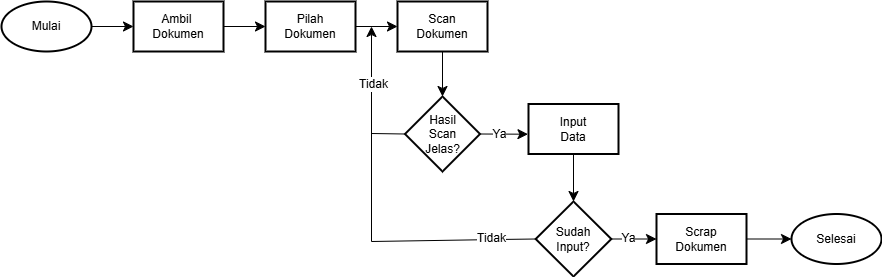 Mulai
Ambil
Dokumen
Pilah
Dokumen
Scan
Dokumen
Tidak
Hasil
Scan
Jelas?
Ya
Input
Data
Tidak
Sudah
Input?
Ya
Scrap
Dokumen
Selesai